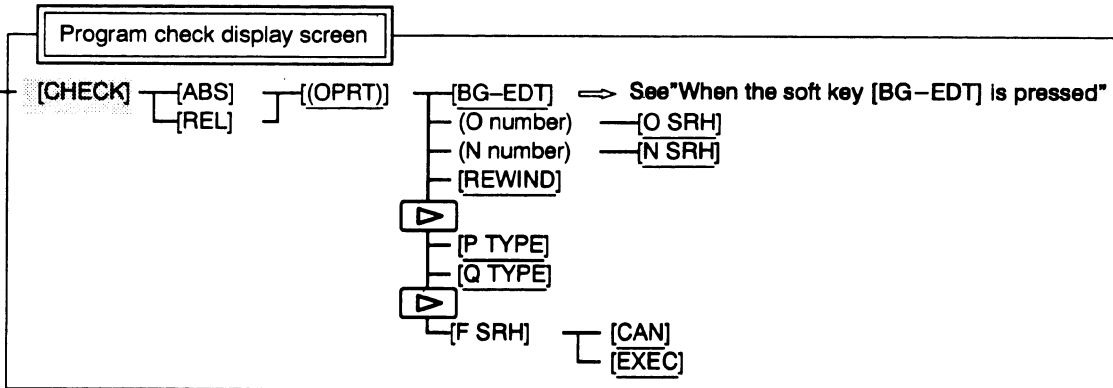 Program check display screen
[CHECK] [ABS] [(OPRT)] [BG−EDT] ⇨ See"When the soft key [BG−EDT] is pressed"
[REL] (O number) [O SRH]
(N number) [N SRH]
[REWIND]
[P TYPE]
[Q TYPE]
[F SRH] [CAN]
[EXEC]